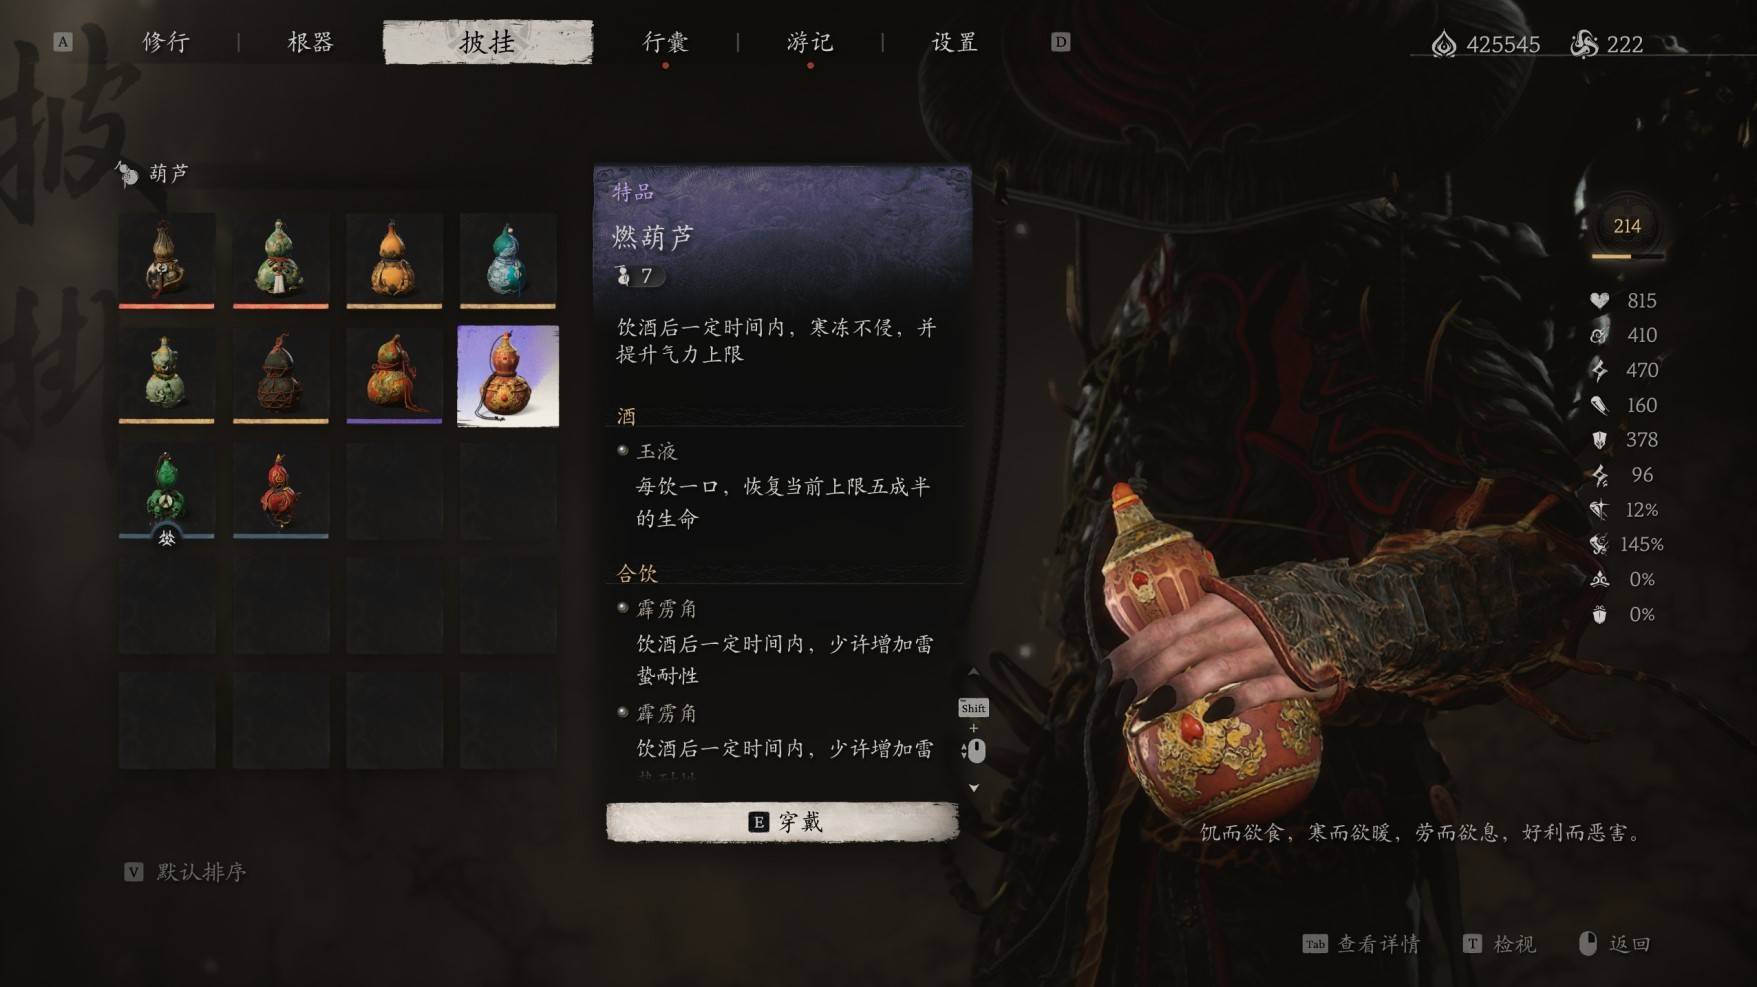 A
修行
根器
披挂
行囊
游记
设置
D
425545
222
披挂
葫芦
特品
燃葫芦
7
饮酒后一定时间内，寒冻不侵，并
提升气力上限
酒
玉液
每饮一口，恢复当前上限五成半
的生命
合饮
霹雳角
饮酒后一定时间内，少许增加雷
蛰耐性
霹雳角
饮酒后一定时间内，少许增加雷
Shift
+
E 穿戴
214
815
410
470
160
378
96
12%
145%
0%
0%
饥而欲食，寒而欲暖，劳而欲息，好利而恶害。
V 默认排序
Tab 查看详情
T 检视
返回